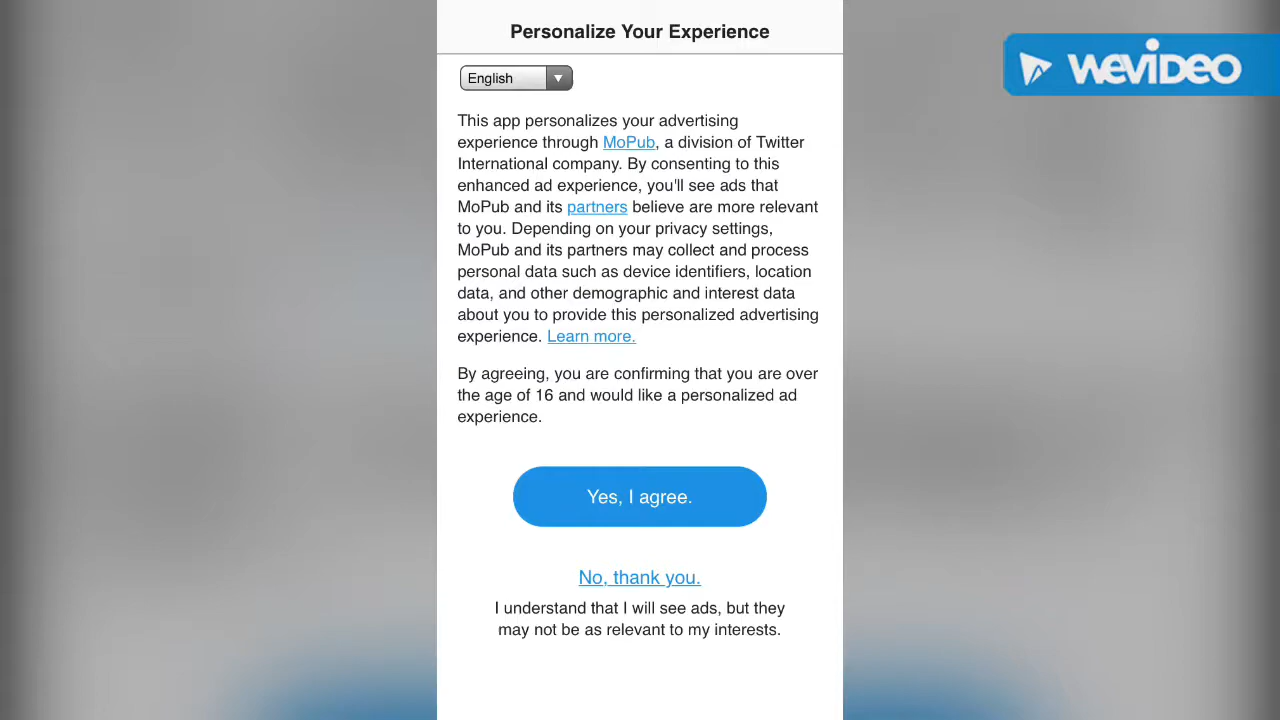 Personalize Your Experience
WEVIDEO
English
This app personalizes your advertising
experience through MoPub, a division of Twitter
International company. By consenting to this
enhanced ad experience, you'll see ads that
MoPub and its partners believe are more relevant
to you. Depending on your privacy settings,
MoPub and its partners may collect and process
personal data such as device identifiers, location
data, and other demographic and interest data
about you to provide this personalized advertising
experience. Learn more.
By agreeing, you are confirming that you are over
the age of 16 and would like a personalized ad
experience.
Yes, I agree.
No, thank you.
I understand that I will see ads, but they
may not be as relevant to my interests.